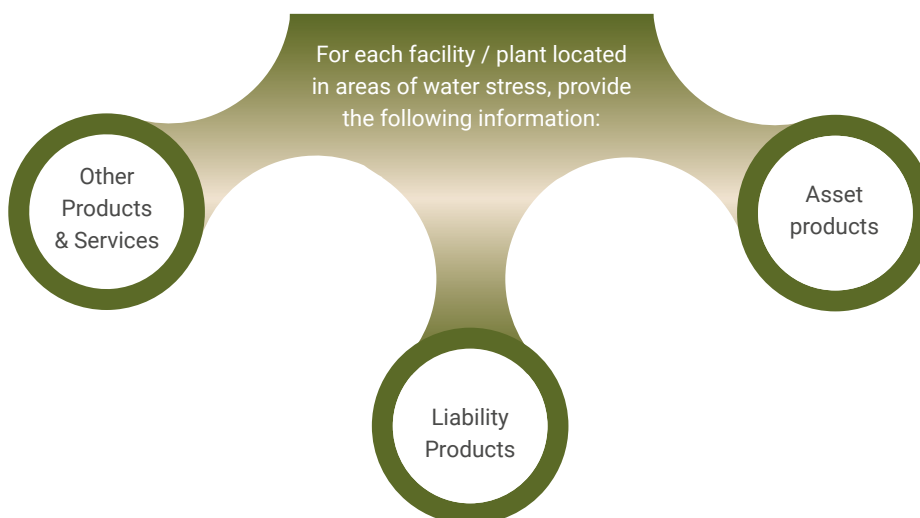 For each facility / plant located
in areas of water stress, provide
the following information:
Other
Products
& Services
Asset
products
Liability
Products